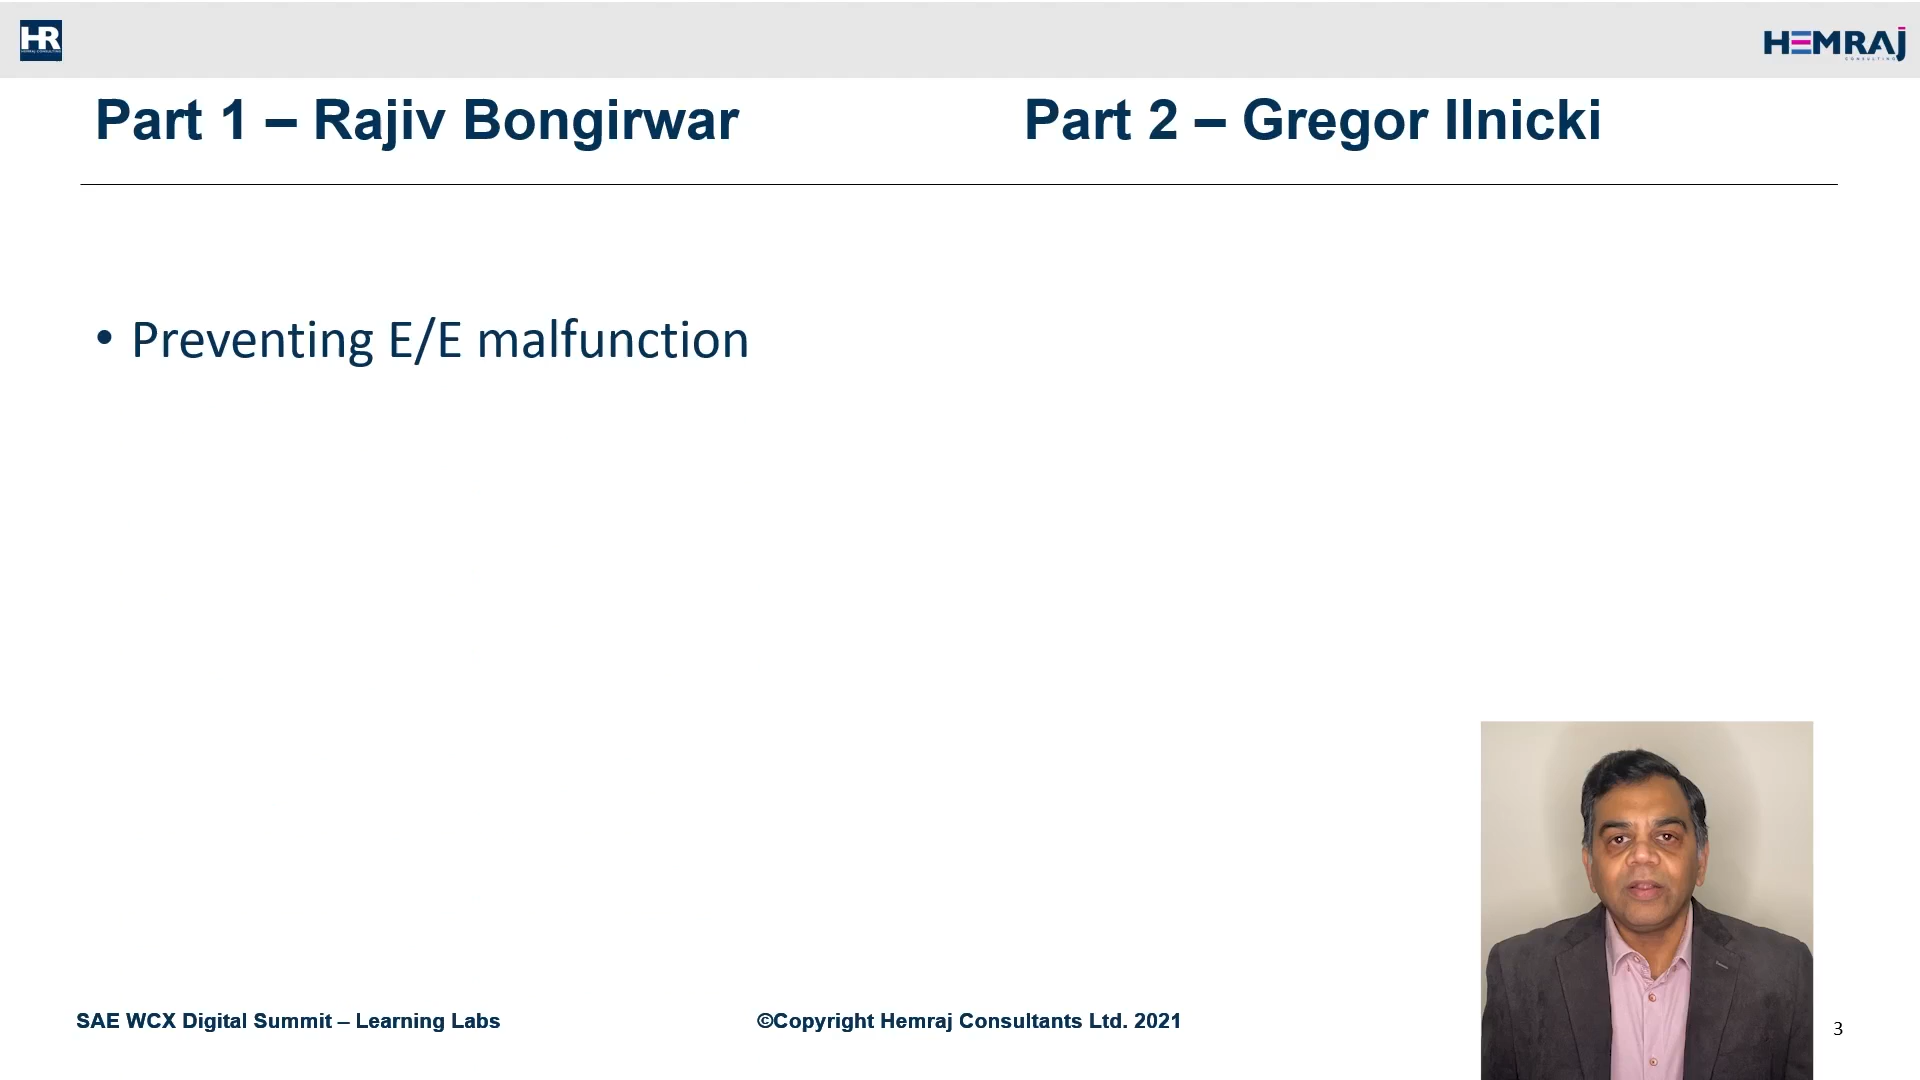 HR
HEMRAJ
CONSULTING
Part 1 – Rajiv Bongirwar
Part 2 – Gregor Ilnicki
• Preventing E/E malfunction
SAE WCX Digital Summit – Learning Labs
©Copyright Hemraj Consultants Ltd. 2021
3